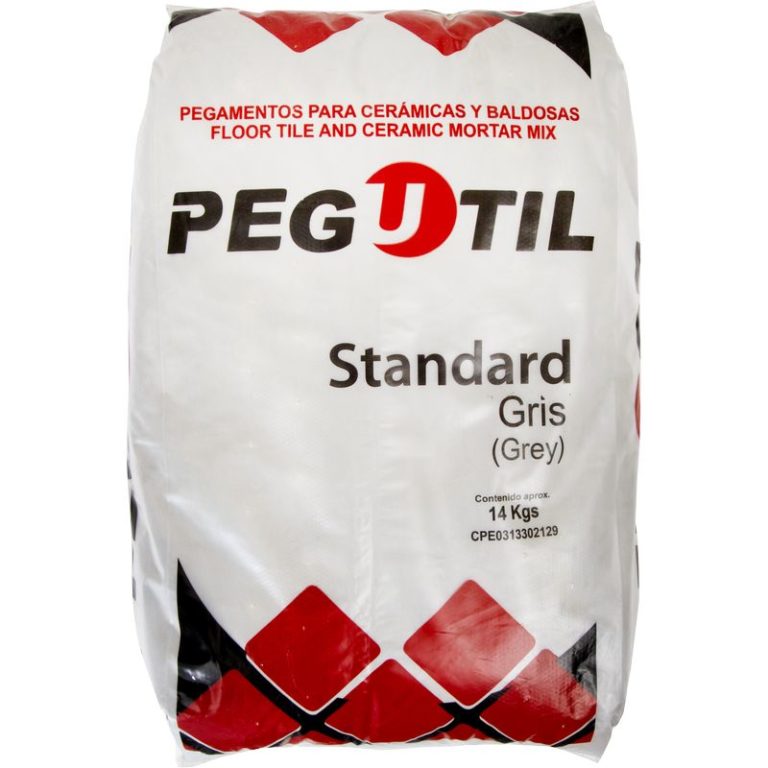 PEGAMENTOS PARA CERÁMICAS Y BALDOSAS
FLOOR TILE AND CERAMIC MORTAR MIX
PEGUTIL
Standard
Gris
(Grey)
Contenido aprox.
14 Kgs
CPE0313302129